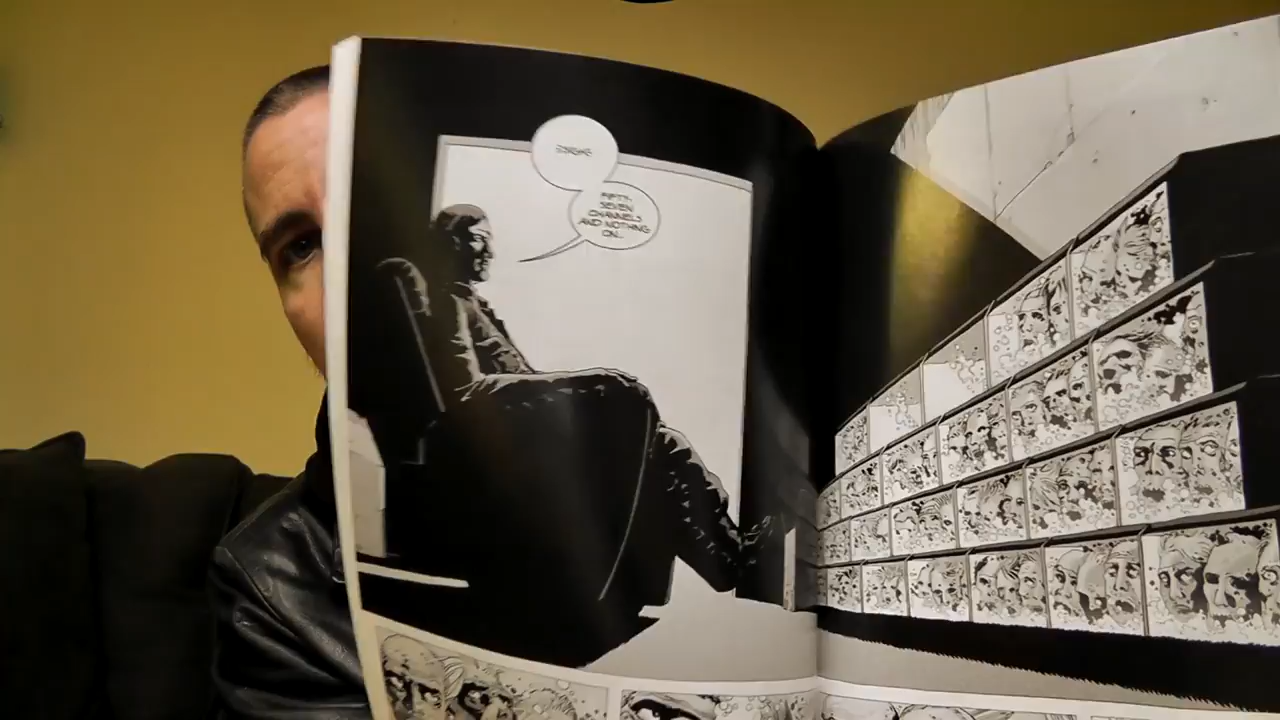 FIFTY-
SEVEN
CHANNELS
AND NOTHING
ON...